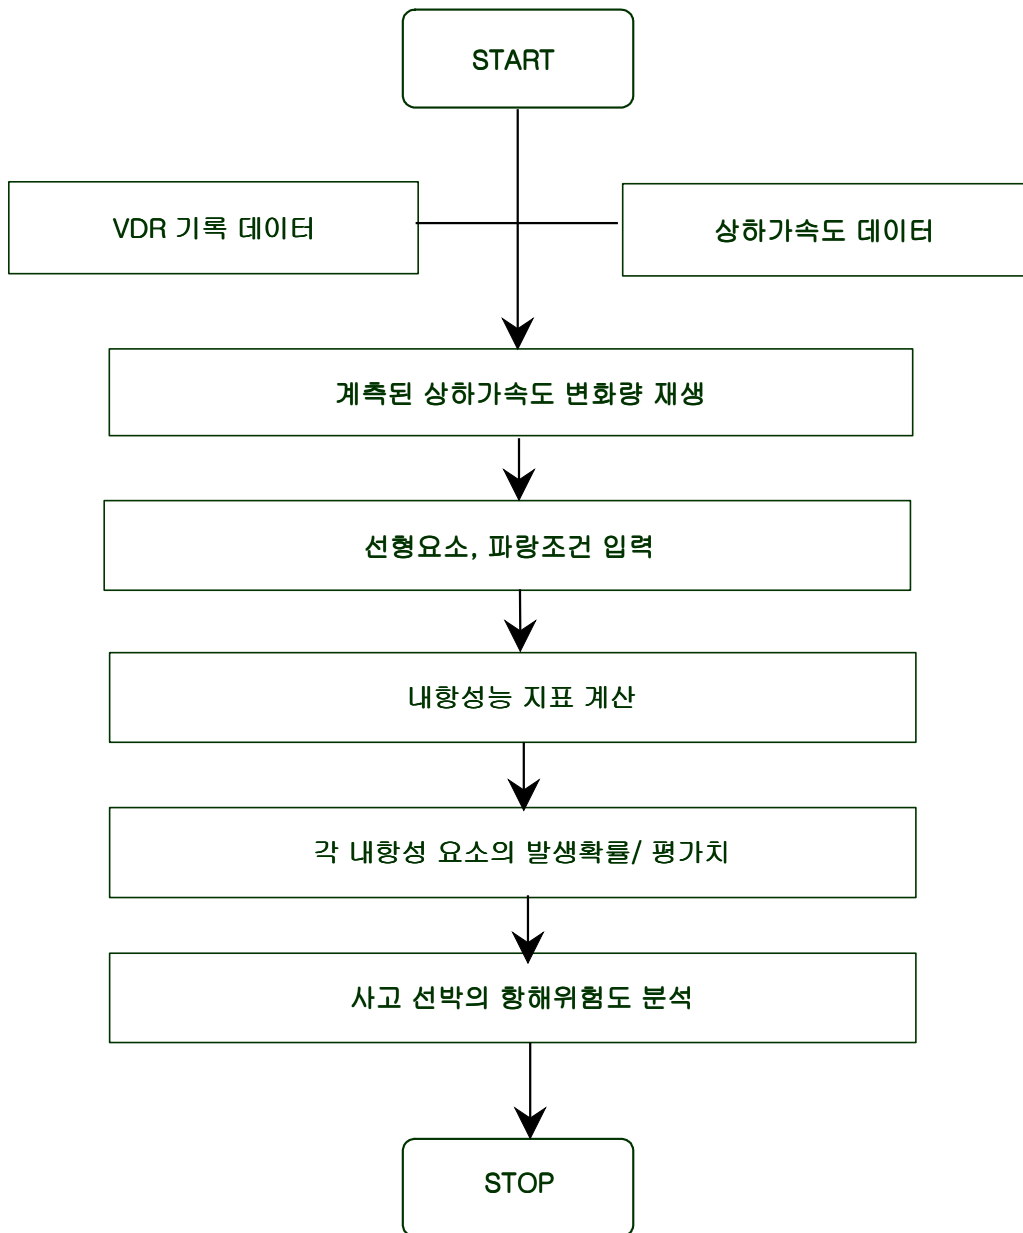 START
VDR 기록 데이터
상하가속도 데이터
계측된 상하가속도 변화량 재생
선형요소, 파랑조건 입력
내항성능 지표 계산
각 내항성 요소의 발생확률/ 평가치
사고 선박의 항해위험도 분석
STOP